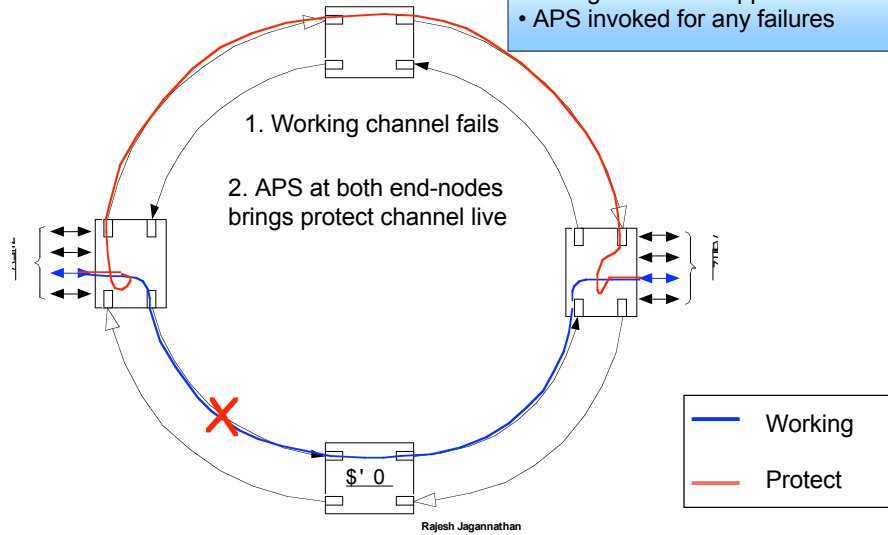 • APS invoked for any failures
1. Working channel fails
2. APS at both end-nodes
brings protect channel live
$' 0
Working
Protect
Rajesh Jagannathan